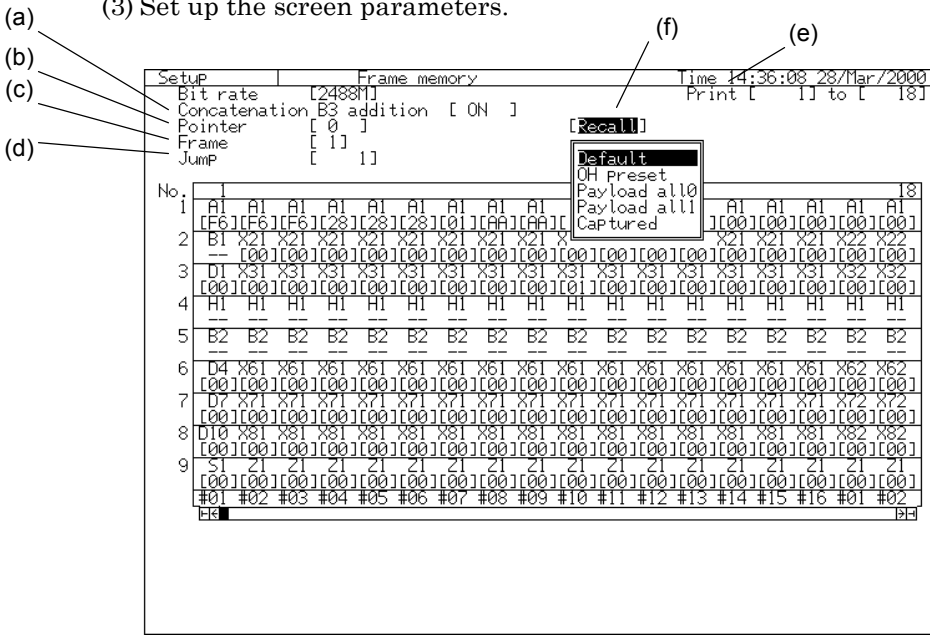 (3) Set up the screen parameters.
(a)
(b)
(c)
(d)
(f)
(e)
Setup Frame memory Time 14:36:08 28/Mar/2000
Bit rate [2488M] Print [ 1] to [ 18]
Concatenation B3 addition [ ON ]
Pointer [ 0 ] [Recall]
Frame [ 1]
Jump [ 1]
Default
OH preset
Payload all0
Payload all1
Captured
No. 1 18
1 A1 A1 A1 A1 A1 A1 A1 A1 A1 A1 A1 A1 A1 A1
[F6][F6][F6][28][28][28][01][AA][AA][ ][00][00][00][00][00]
2 B1 X21 X21 X21 X21 X21 X21 X21 X21 X21 X21 X21 X22 X22
-- [00][00][00][00][00][00][00][00][00][00][00][00][00][00][00][00][00]
3 D1 X31 X31 X31 X31 X31 X31 X31 X31 X31 X31 X31 X31 X31 X31 X31 X32 X32
[00][00][00][00][00][00][00][00][00][01][00][00][00][00][00][00][00][00]
4 H1 H1 H1 H1 H1 H1 H1 H1 H1 H1 H1 H1 H1 H1 H1 H1 H1 H1
-- -- -- -- -- -- -- -- -- -- -- -- -- -- -- -- -- --
5 B2 B2 B2 B2 B2 B2 B2 B2 B2 B2 B2 B2 B2 B2 B2 B2 B2 B2
-- -- -- -- -- -- -- -- -- -- -- -- -- -- -- -- -- --
6 D4 X61 X61 X61 X61 X61 X61 X61 X61 X61 X61 X61 X61 X61 X61 X61 X62 X62
[00][00][00][00][00][00][00][00][00][00][00][00][00][00][00][00][00][00]
7 D7 X71 X71 X71 X71 X71 X71 X71 X71 X71 X71 X71 X71 X71 X71 X71 X72 X72
[00][00][00][00][00][00][00][00][00][00][00][00][00][00][00][00][00][00]
8 D10 X81 X81 X81 X81 X81 X81 X81 X81 X81 X81 X81 X81 X81 X81 X81 X82 X82
[00][00][00][00][00][00][00][00][00][00][00][00][00][00][00][00][00][00]
9 S1 Z1 Z1 Z1 Z1 Z1 Z1 Z1 Z1 Z1 Z1 Z1 Z1 Z1 Z1 Z1 Z1 Z1
[00][00][00][00][00][00][00][00][00][00][00][00][00][00][00][00][00][00]
#01 #02 #03 #04 #05 #06 #07 #08 #09 #10 #11 #12 #13 #14 #15 #16 #01 #02